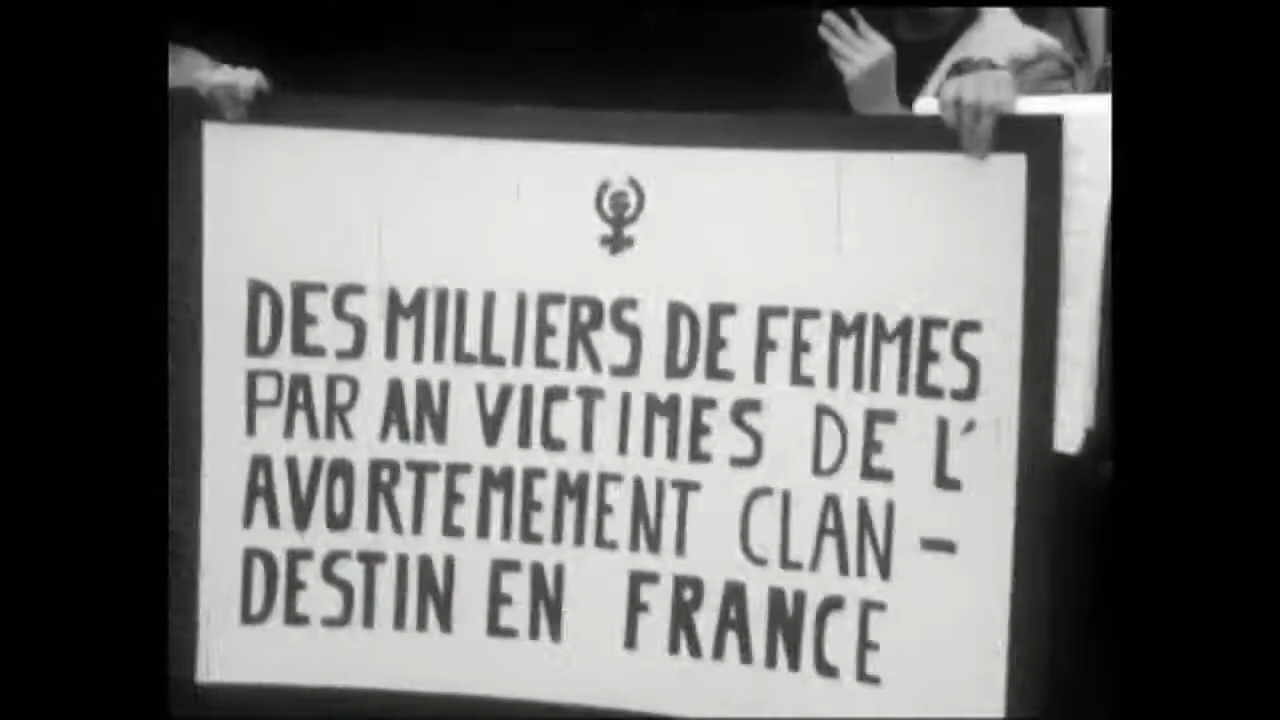 DES MILLIERS DE FEMMES
PAR AN VICTIMES DE L'
AVORTEMEMENT CLAN-
DESTIN EN FRANCE